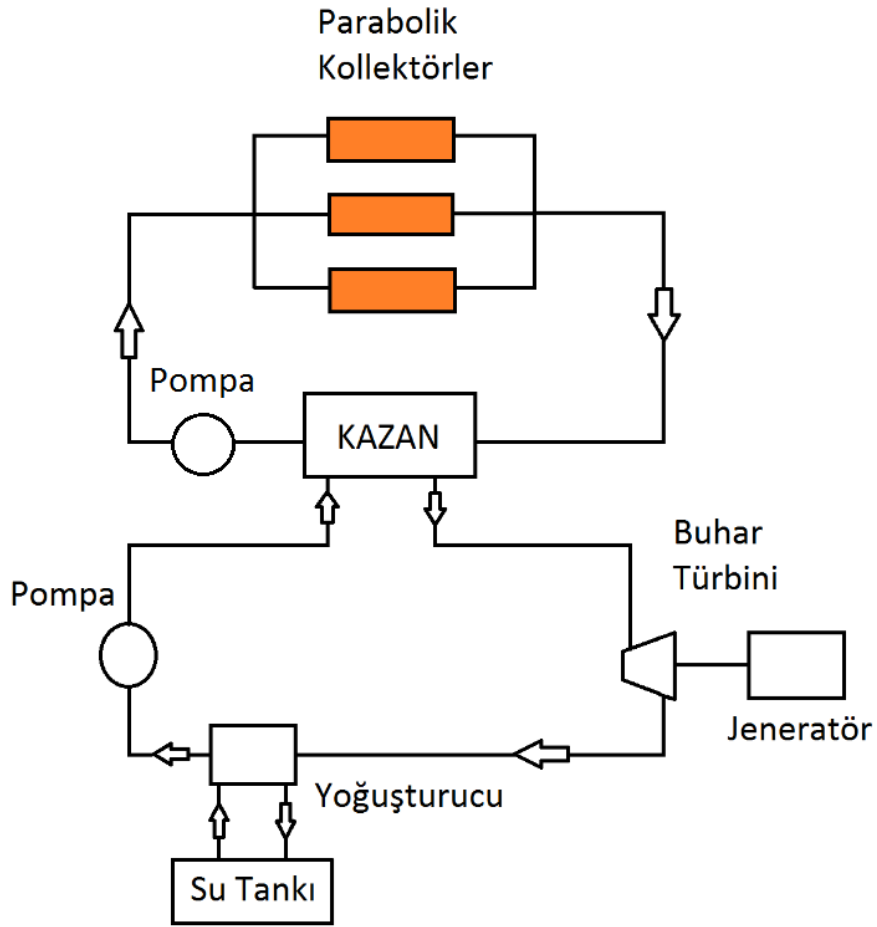 Parabolik
Kollektörler
Pompa
KAZAN
Buhar
Türbini
Pompa
Jeneratör
Yoğuşturucu
Su Tankı